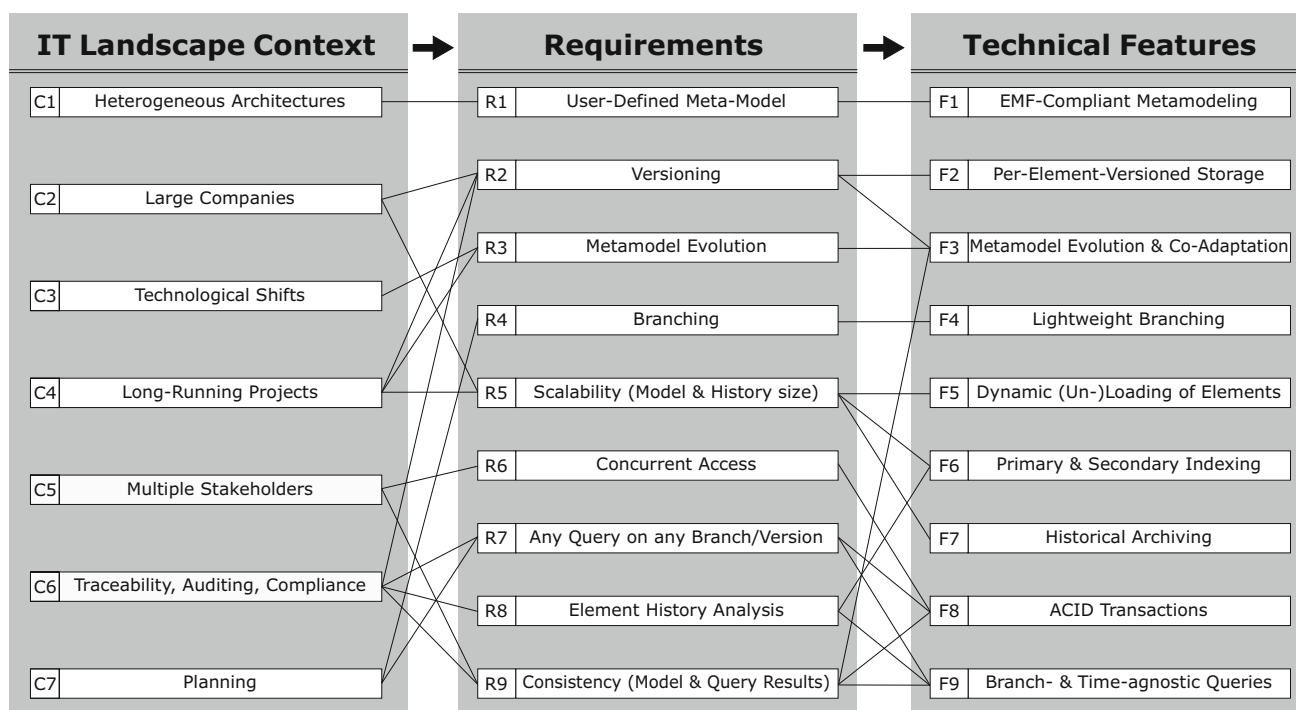 IT Landscape Context
Requirements
Technical Features
C1 Heterogeneous Architectures
C2 Large Companies
C3 Technological Shifts
C4 Long-Running Projects
C5 Multiple Stakeholders
C6 Traceability, Auditing, Compliance
C7 Planning
R1 User-Defined Meta-Model
R2 Versioning
R3 Metamodel Evolution
R4 Branching
R5 Scalability (Model & History size)
R6 Concurrent Access
R7 Any Query on any Branch/Version
R8 Element History Analysis
R9 Consistency (Model & Query Results)
F1 EMF-Compliant Metamodeling
F2 Per-Element-Versioned Storage
F3 Metamodel Evolution & Co-Adaptation
F4 Lightweight Branching
F5 Dynamic (Un-)Loading of Elements
F6 Primary & Secondary Indexing
F7 Historical Archiving
F8 ACID Transactions
F9 Branch- & Time-agnostic Queries